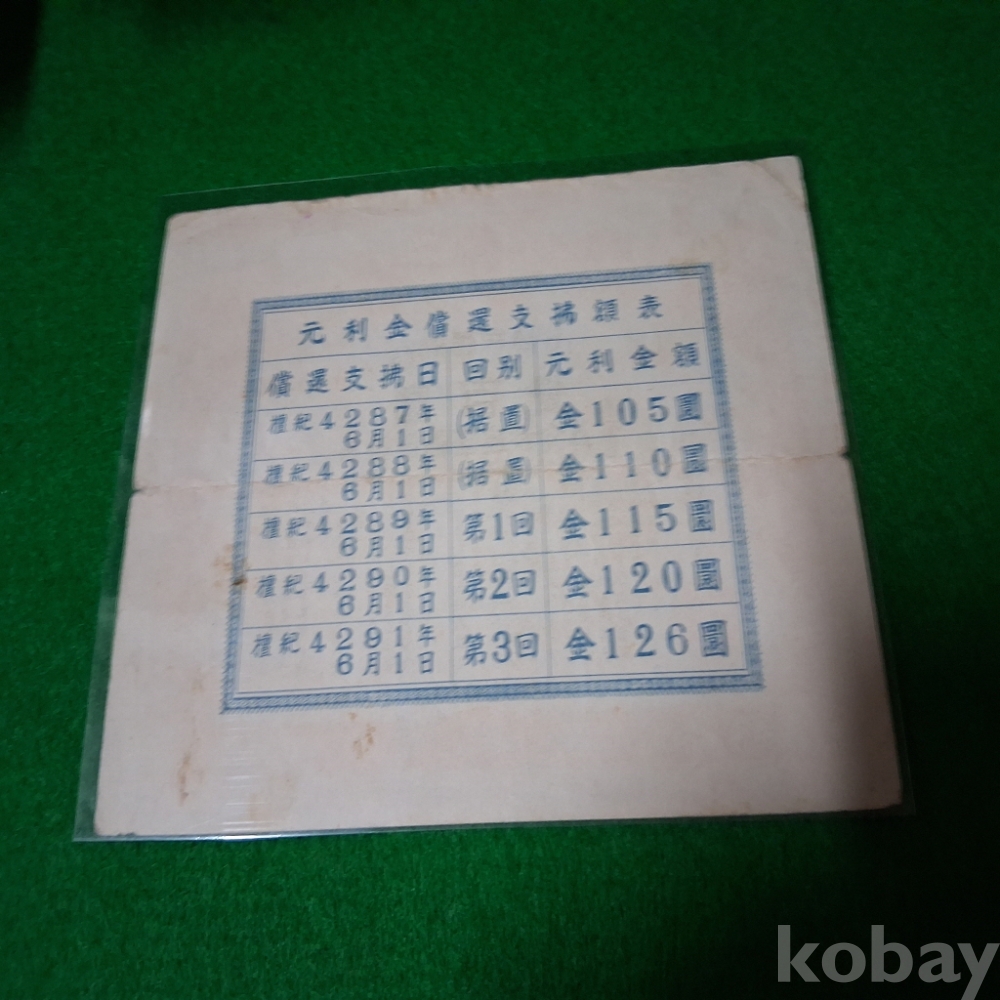 元利金償還支拂額表
償還支拂日 回別 元利金額
檀紀4287年6月1日 (据置) 金105圓
檀紀4288年6月1日 (据置) 金110圓
檀紀4289年6月1日 第1回 金115圓
檀紀4290年6月1日 第2回 金120圓
檀紀4291年6月1日 第3回 金126圓
kobay